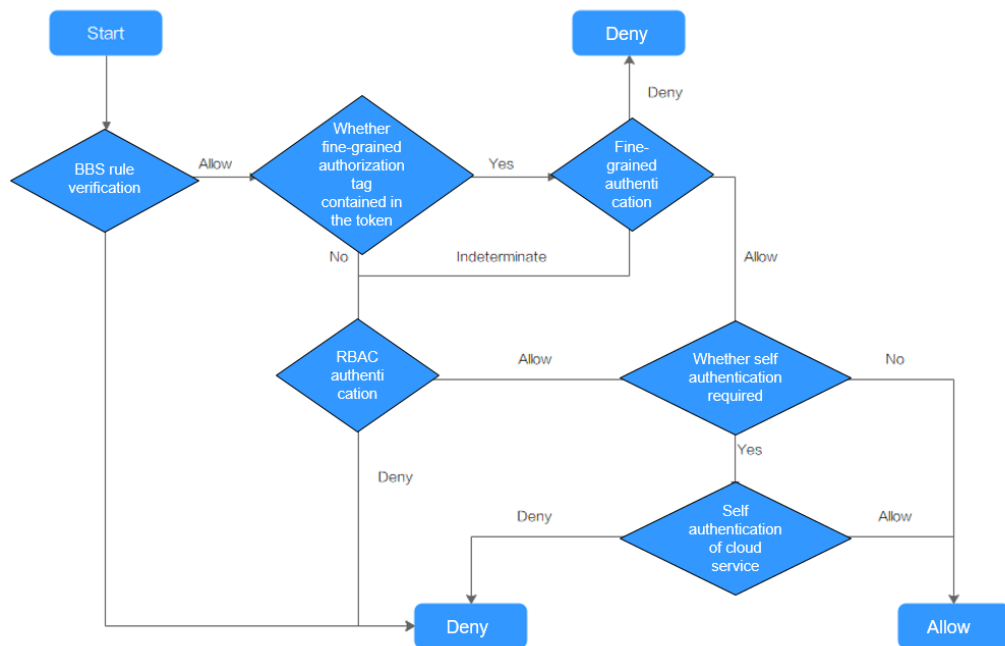 Start
Deny
Deny
Whether
fine-grained
authorization
tag
contained in
the token
Fine-
grained
authenti
cation
BBS rule
verification
Allow
Yes
No
Indeterminate
Allow
RBAC
authenti
cation
Allow
Whether self
authentication
required
No
Yes
Deny
Self
authentication
of cloud
service
Deny
Allow
Deny
Allow